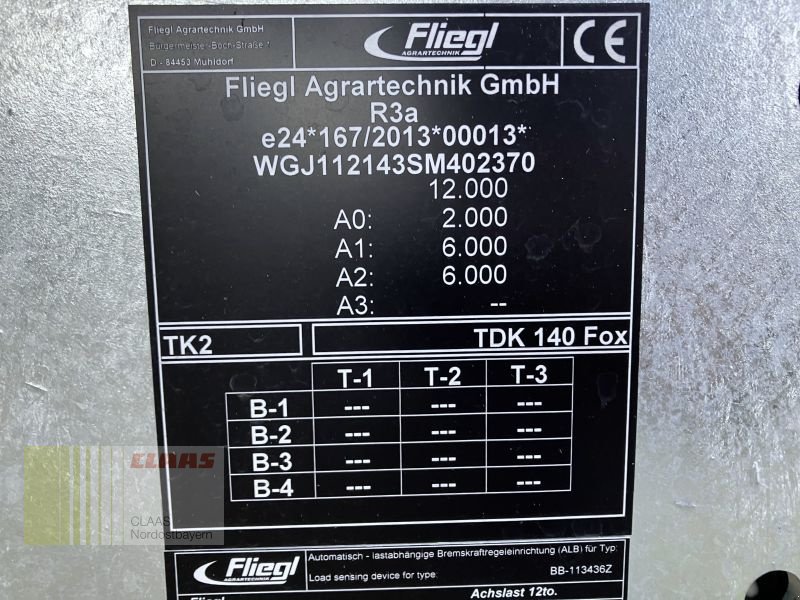 Fliegl Agrartechnik GmbH
Bürgermeister-Boch-Straße 1
D - 84453 Mühldorf
Fliegl
AGRARTECHNIK
CE
Fliegl Agrartechnik GmbH
R3a
e24*167/2013*00013*
WGJ112143SM402370
12.000
A0: 2.000
A1: 6.000
A2: 6.000
A3: --
TK2 TDK 140 Fox
T-1 T-2 T-3
B-1 --- --- ---
B-2 --- --- ---
B-3 --- --- ---
B-4 --- --- ---
CLAAS
CLAAS
Nordostbayern
Fliegl
AGRARTECHNIK
Automatisch - lastabhängige Bremskraftregeleinrichtung (ALB) für Typ:
Load sensing device for type: BB-113436Z
Fliegl Achslast 12to.